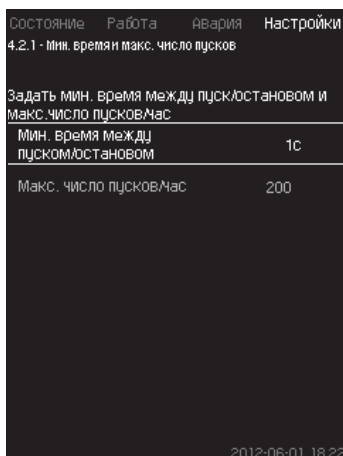 Состояние Работа Авария Настройки
4.2.1 - Мин. время и макс. число пусков
Задать мин. время между пуск/остановом и
макс.число пусков/час
Мин. время между
пуском/остановом 1с
Макс. число пусков/час 200
2012-06-01 18:22